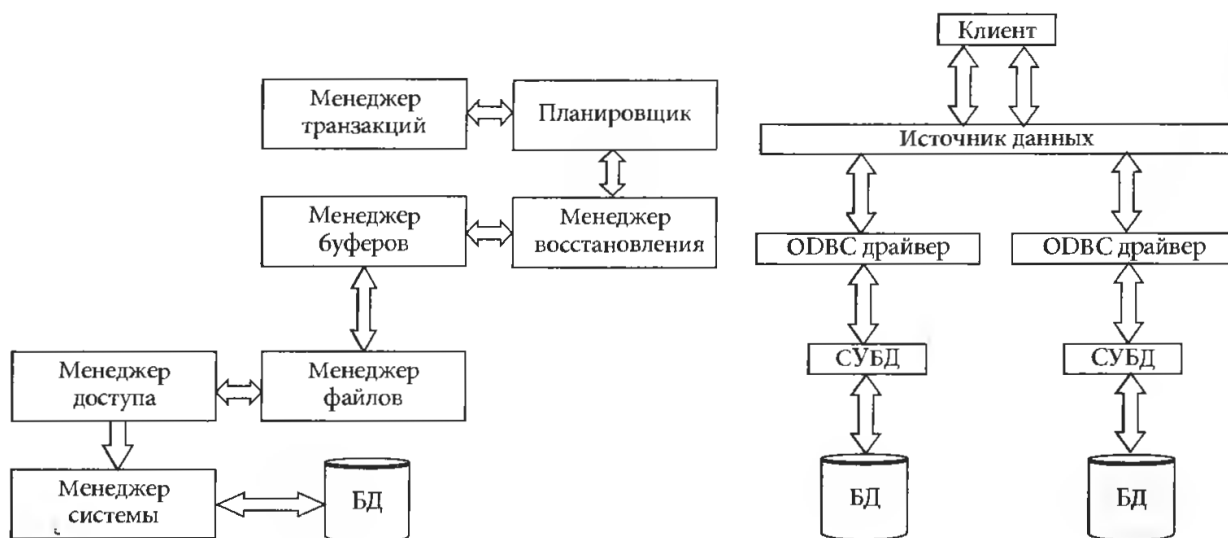 Менеджер
транзакций
Планировщик
Менеджер
буферов
Менеджер
восстановления
Менеджер
доступа
Менеджер
файлов
Менеджер
системы
БД
Клиент
Источник данных
ODBC драйвер
ODBC драйвер
СУБД
СУБД
БД
БД